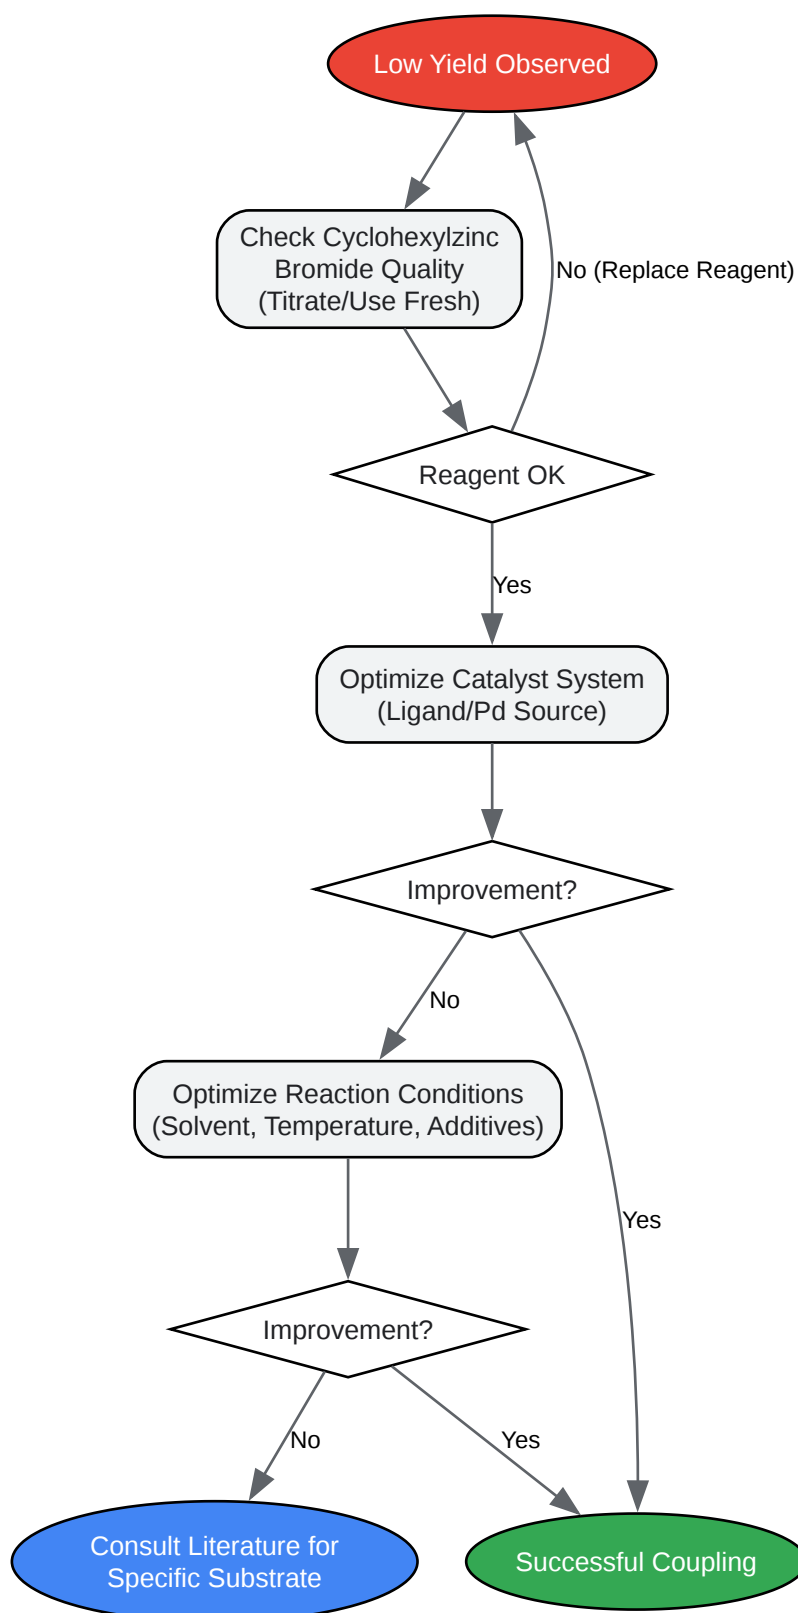 Low Yield Observed
Check Cyclohexylzinc
Bromide Quality
(Titrate/Use Fresh)
No (Replace Reagent)
Reagent OK
Yes
Optimize Catalyst System
(Ligand/Pd Source)
Improvement?
No
Optimize Reaction Conditions
(Solvent, Temperature, Additives)
Yes
Improvement?
No
Yes
Consult Literature for
Specific Substrate
Successful Coupling